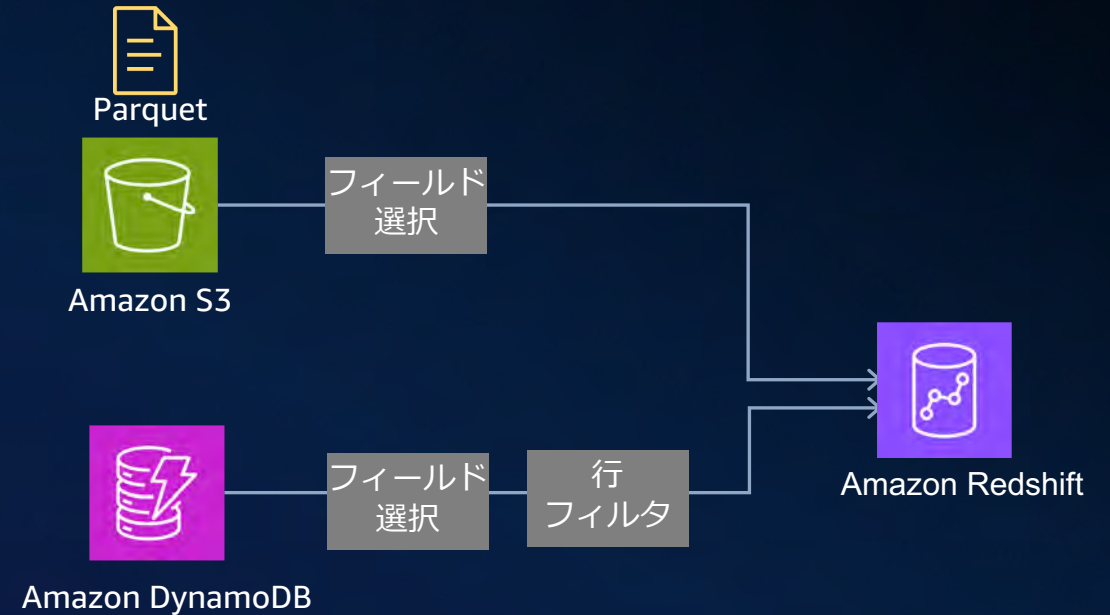 Parquet
フィールド
選択
Amazon S3
Amazon Redshift
フィールド
選択
行
フィルタ
Amazon DynamoDB